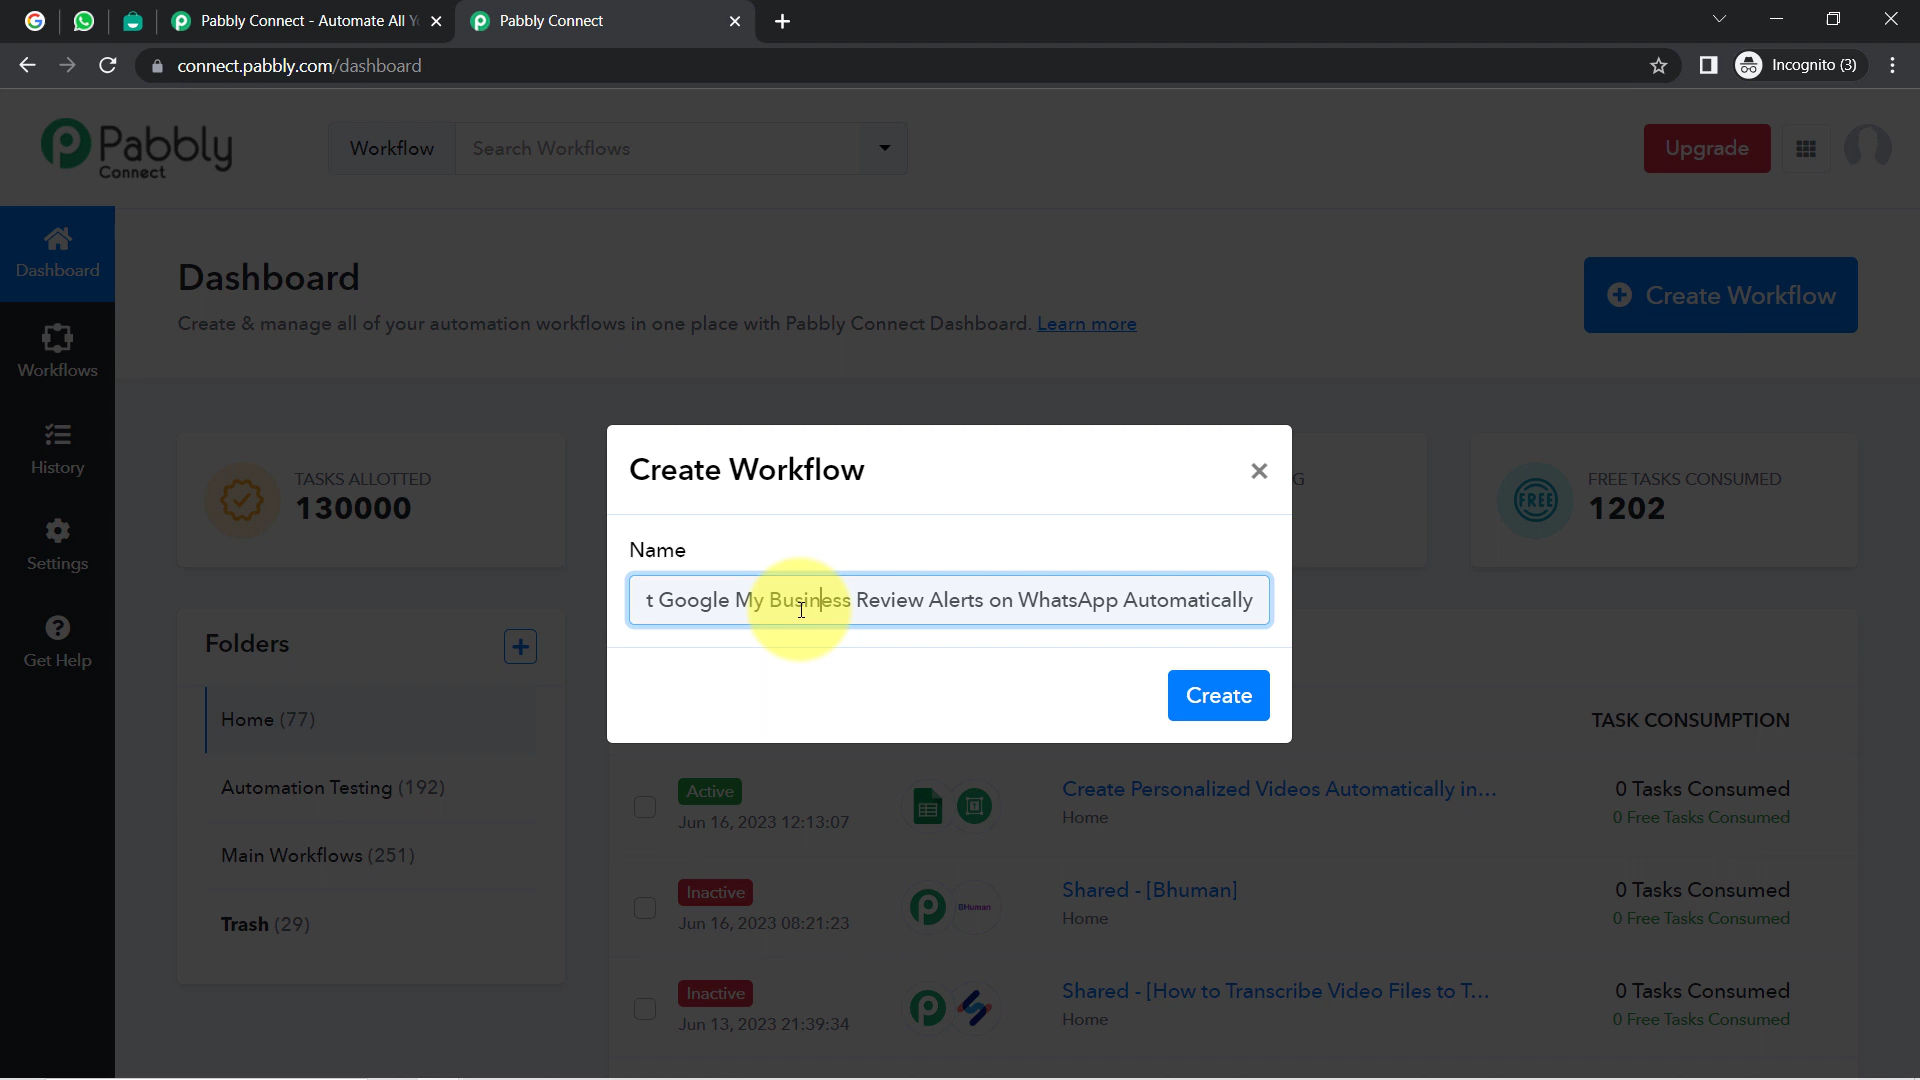 Pabbly Connect - Automate All Y
Pabbly Connect
connect.pabbly.com/dashboard
Incognito (3)
Pabbly
Connect
Workflow
Search Workflows
Upgrade
Dashboard
Workflows
History
Settings
Get Help
Dashboard
Create & manage all of your automation workflows in one place with Pabbly Connect Dashboard. Learn more
Create Workflow
TASKS ALLOTTED
130000
G
FREE
FREE TASKS CONSUMED
1202
Create Workflow
Name
t Google My Business Review Alerts on WhatsApp Automatically
Create
Folders
Home (77)
Automation Testing (192)
Main Workflows (251)
Trash (29)
TASK CONSUMPTION
Active
Jun 16, 2023 12:13:07
Create Personalized Videos Automatically in...
Home
0 Tasks Consumed
0 Free Tasks Consumed
Inactive
Jun 16, 2023 08:21:23
BHuman
Shared - [Bhuman]
Home
0 Tasks Consumed
0 Free Tasks Consumed
Inactive
Jun 13, 2023 21:39:34
Shared - [How to Transcribe Video Files to T...
Home
0 Tasks Consumed
0 Free Tasks Consumed